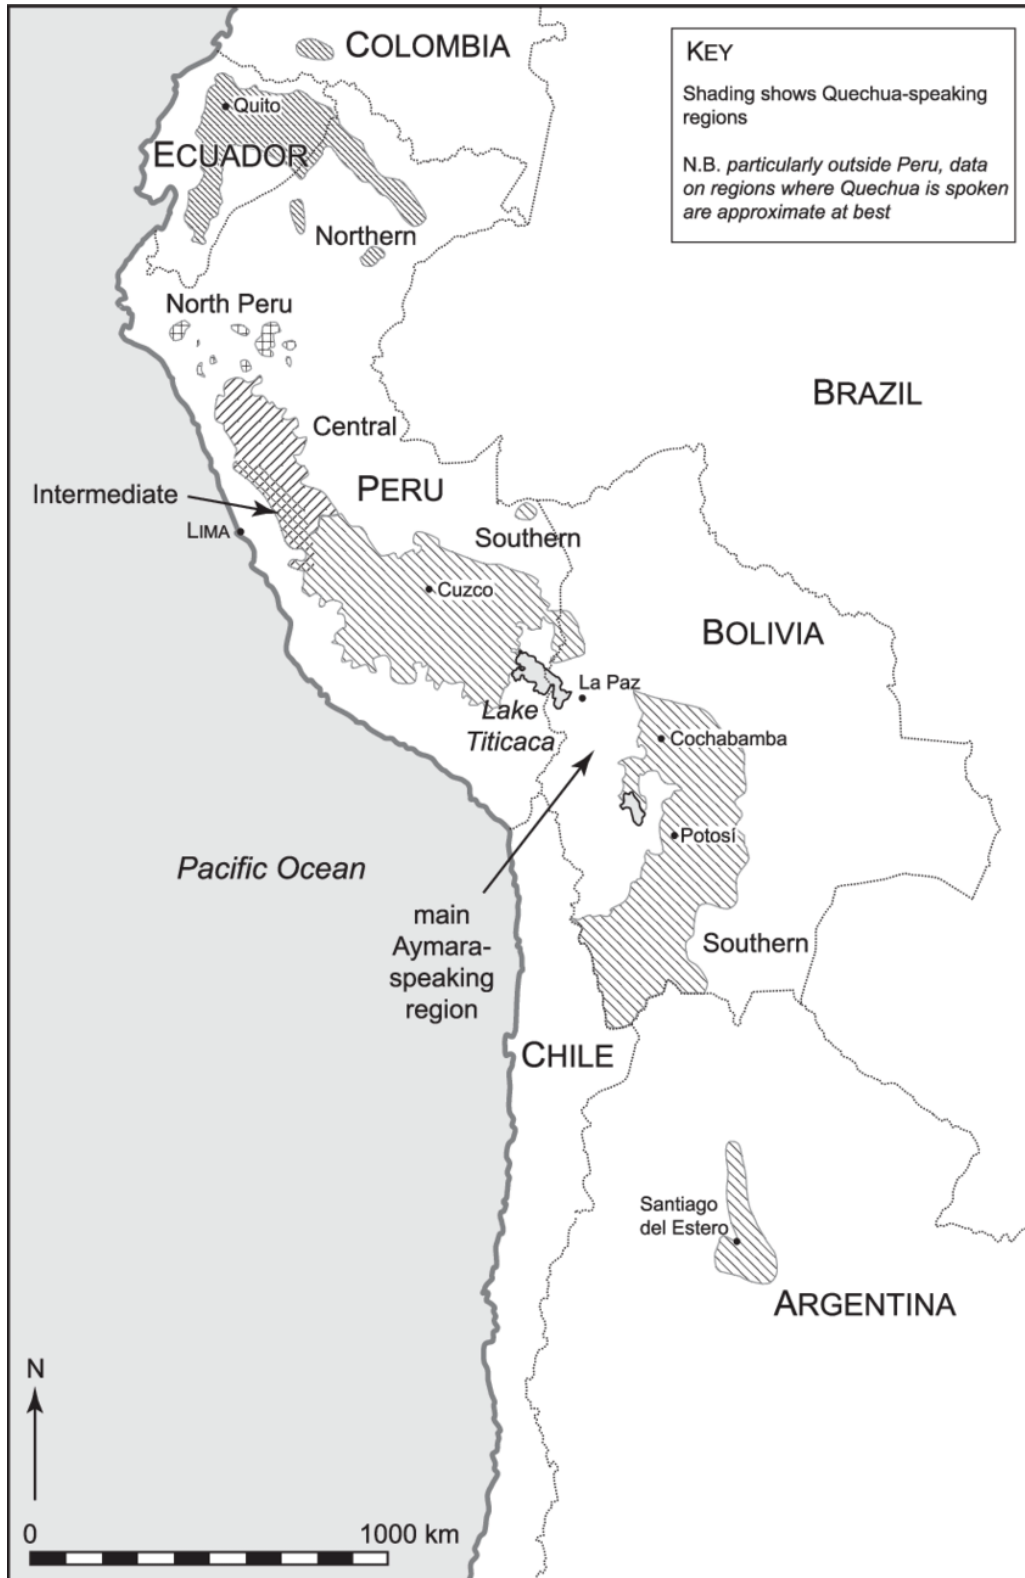 COLOMBIA
KEY
Shading shows Quechua-speaking
regions
N.B. particularly outside Peru, data
on regions where Quechua is spoken
are approximate at best
Quito
ECUADOR
Northern
North Peru
BRAZIL
Central
PERU
Intermediate
LIMA
Southern
Cuzco
BOLIVIA
La Paz
Lake
Titicaca
Cochabamba
Potosí
Pacific Ocean
main
Aymara-
speaking
region
Southern
CHILE
Santiago
del Estero
ARGENTINA
N
0 1000 km